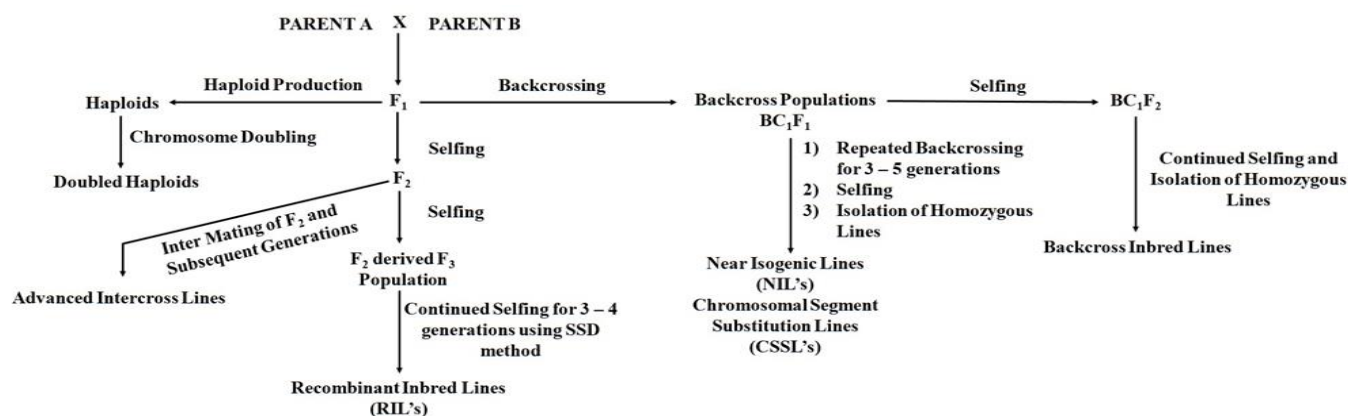 PARENT A X PARENT B
Haploid Production
Haploids
F₁
Backcrossing
Backcross Populations
BC₁F₁
Selfing
BC₁F₂
Chromosome Doubling
Doubled Haploids
Selfing
F₂
Inter Mating of F₂ and
Subsequent Generations
Advanced Intercross Lines
Selfing
F₂ derived F₃
Population
Continued Selfing for 3 – 4
generations using SSD
method
Recombinant Inbred Lines
(RIL's)
1) Repeated Backcrossing
for 3 – 5 generations
2) Selfing
3) Isolation of Homozygous
Lines
Near Isogenic Lines
(NIL's)
Chromosomal Segment
Substitution Lines
(CSSL's)
Continued Selfing and
Isolation of Homozygous
Lines
Backcross Inbred Lines